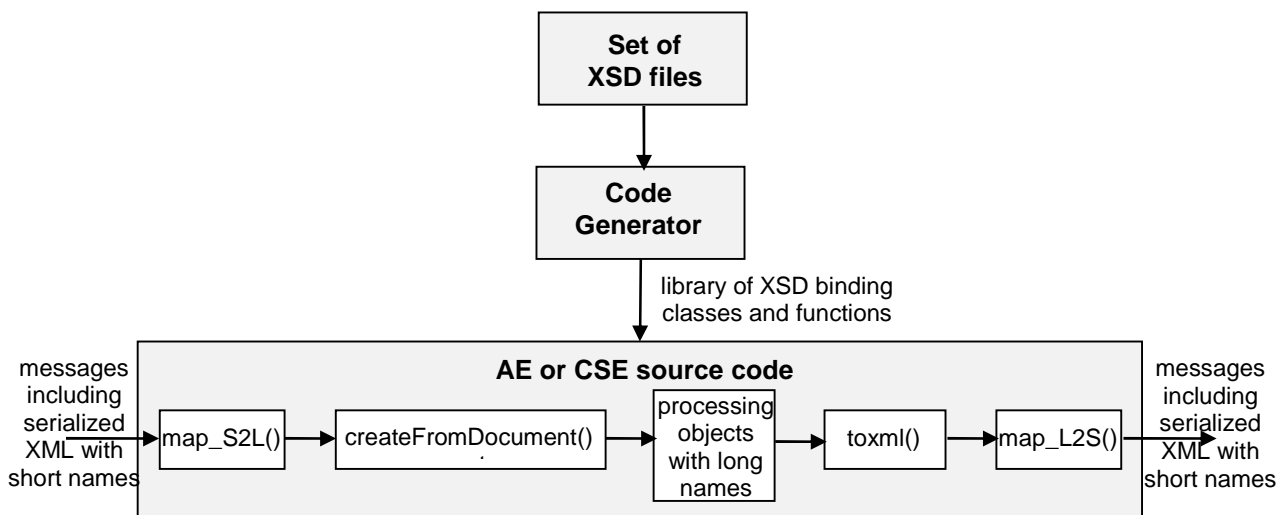 Set of
XSD files
Code
Generator
library of XSD binding
classes and functions
AE or CSE source code
messages
including
serialized
XML with
short names
map_S2L()
createFromDocument()
processing
objects
with long
names
toxml()
map_L2S()
messages
including
serialized
XML with
short names